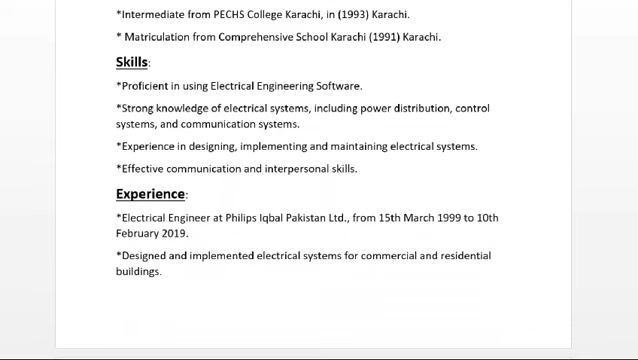 *Intermediate from PECHS College Karachi, in (1993) Karachi.
* Matriculation from Comprehensive School Karachi (1991) Karachi.
Skills:
*Proficient in using Electrical Engineering Software.
*Strong knowledge of electrical systems, including power distribution, control
systems, and communication systems.
*Experience in designing, implementing and maintaining electrical systems.
*Effective communication and interpersonal skills.
Experience:
*Electrical Engineer at Philips Iqbal Pakistan Ltd., from 15th March 1999 to 10th
February 2019.
*Designed and implemented electrical systems for commercial and residential
buildings.